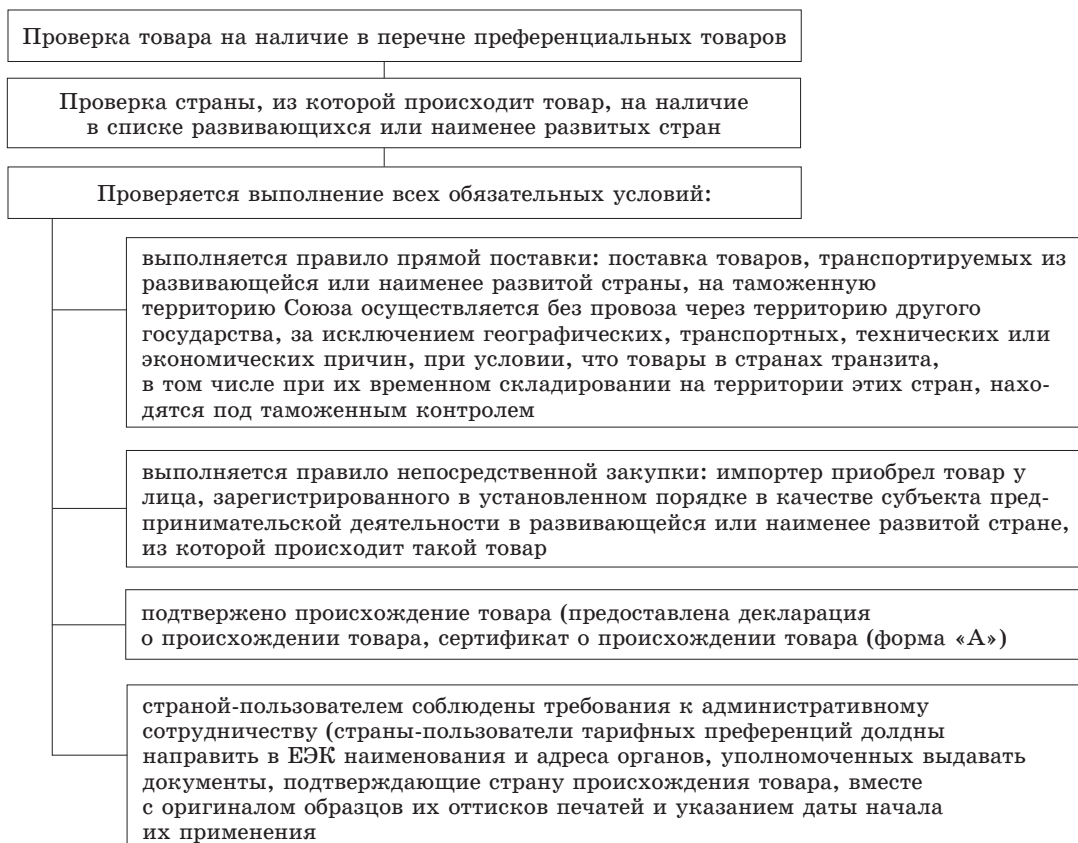 Проверка товара на наличие в перечне преференциальных товаров
Проверка страны, из которой происходит товар, на наличие
в списке развивающихся или наименее развитых стран
Проверяется выполнение всех обязательных условий:
выполняется правило прямой поставки: поставка товаров, транспортируемых из
развивающейся или наименее развитой страны, на таможенную
территорию Союза осуществляется без провоза через территорию другого
государства, за исключением географических, транспортных, технических или
экономических причин, при условии, что товары в странах транзита,
в том числе при их временном складировании на территории этих стран, нахо-
дятся под таможенным контролем
выполняется правило непосредственной закупки: импортер приобрел товар у
лица, зарегистрированного в установленном порядке в качестве субъекта пред-
принимательской деятельности в развивающейся или наименее развитой стране,
из которой происходит такой товар
подтвержено происхождение товара (предоставлена декларация
о происхождении товара, сертификат о происхождении товара (форма «А»)
страной-пользователем соблюдены требования к административному
сотрудничеству (страны-пользователи тарифных преференций долдны
направить в ЕЭК наименования и адреса органов, уполномоченных выдавать
документы, подтверждающие страну происхождения товара, вместе
с оригиналом образцов их оттисков печатей и указанием даты начала
их применения